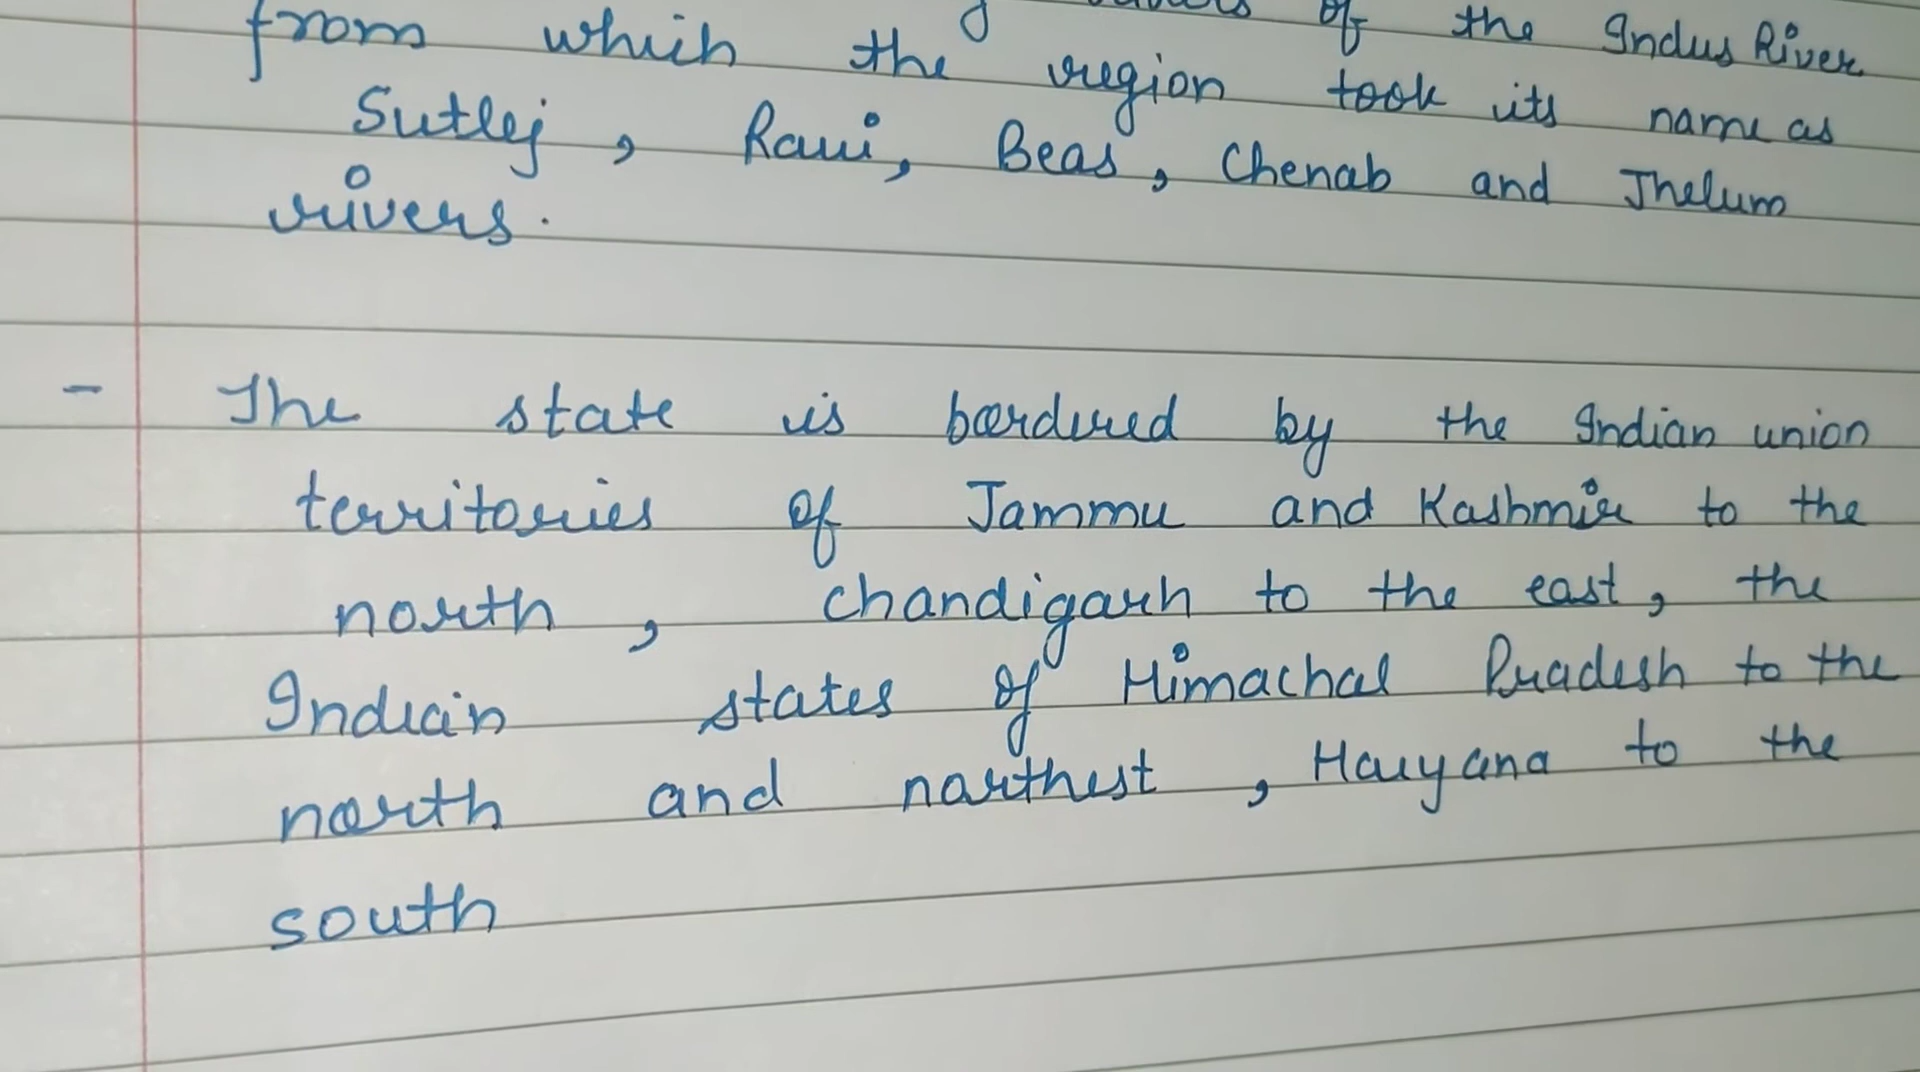 of the Indus River
from which the region took its name as
Sutlej, Ravi, Beas, Chenab and Jhelum
rivers.
- The state is bordered by the Indian union
territories of Jammu and Kashmir to the
north, chandigarh to the east, the
Indian states of Himachal Pradesh to the
north and northest, Haryana to the
south